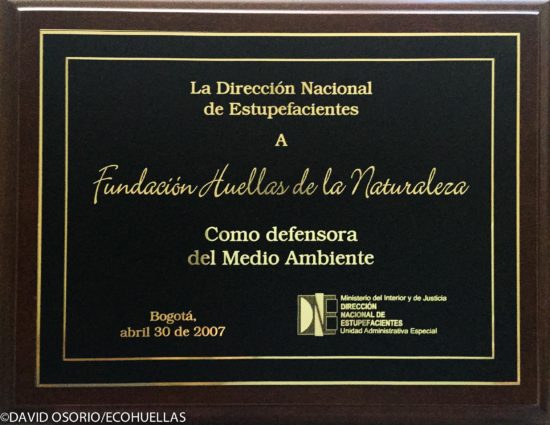 La Dirección Nacional
de Estupefacientes
A
Fundación Huellas de la Naturaleza
Como defensora
del Medio Ambiente
Bogotá,
abril 30 de 2007
DNE
Ministerio del Interior y de Justicia
DIRECCIÓN
NACIONAL DE
ESTUPEFACIENTES
Unidad Administrativa Especial
©DAVID OSORIO/ECOHUELLAS